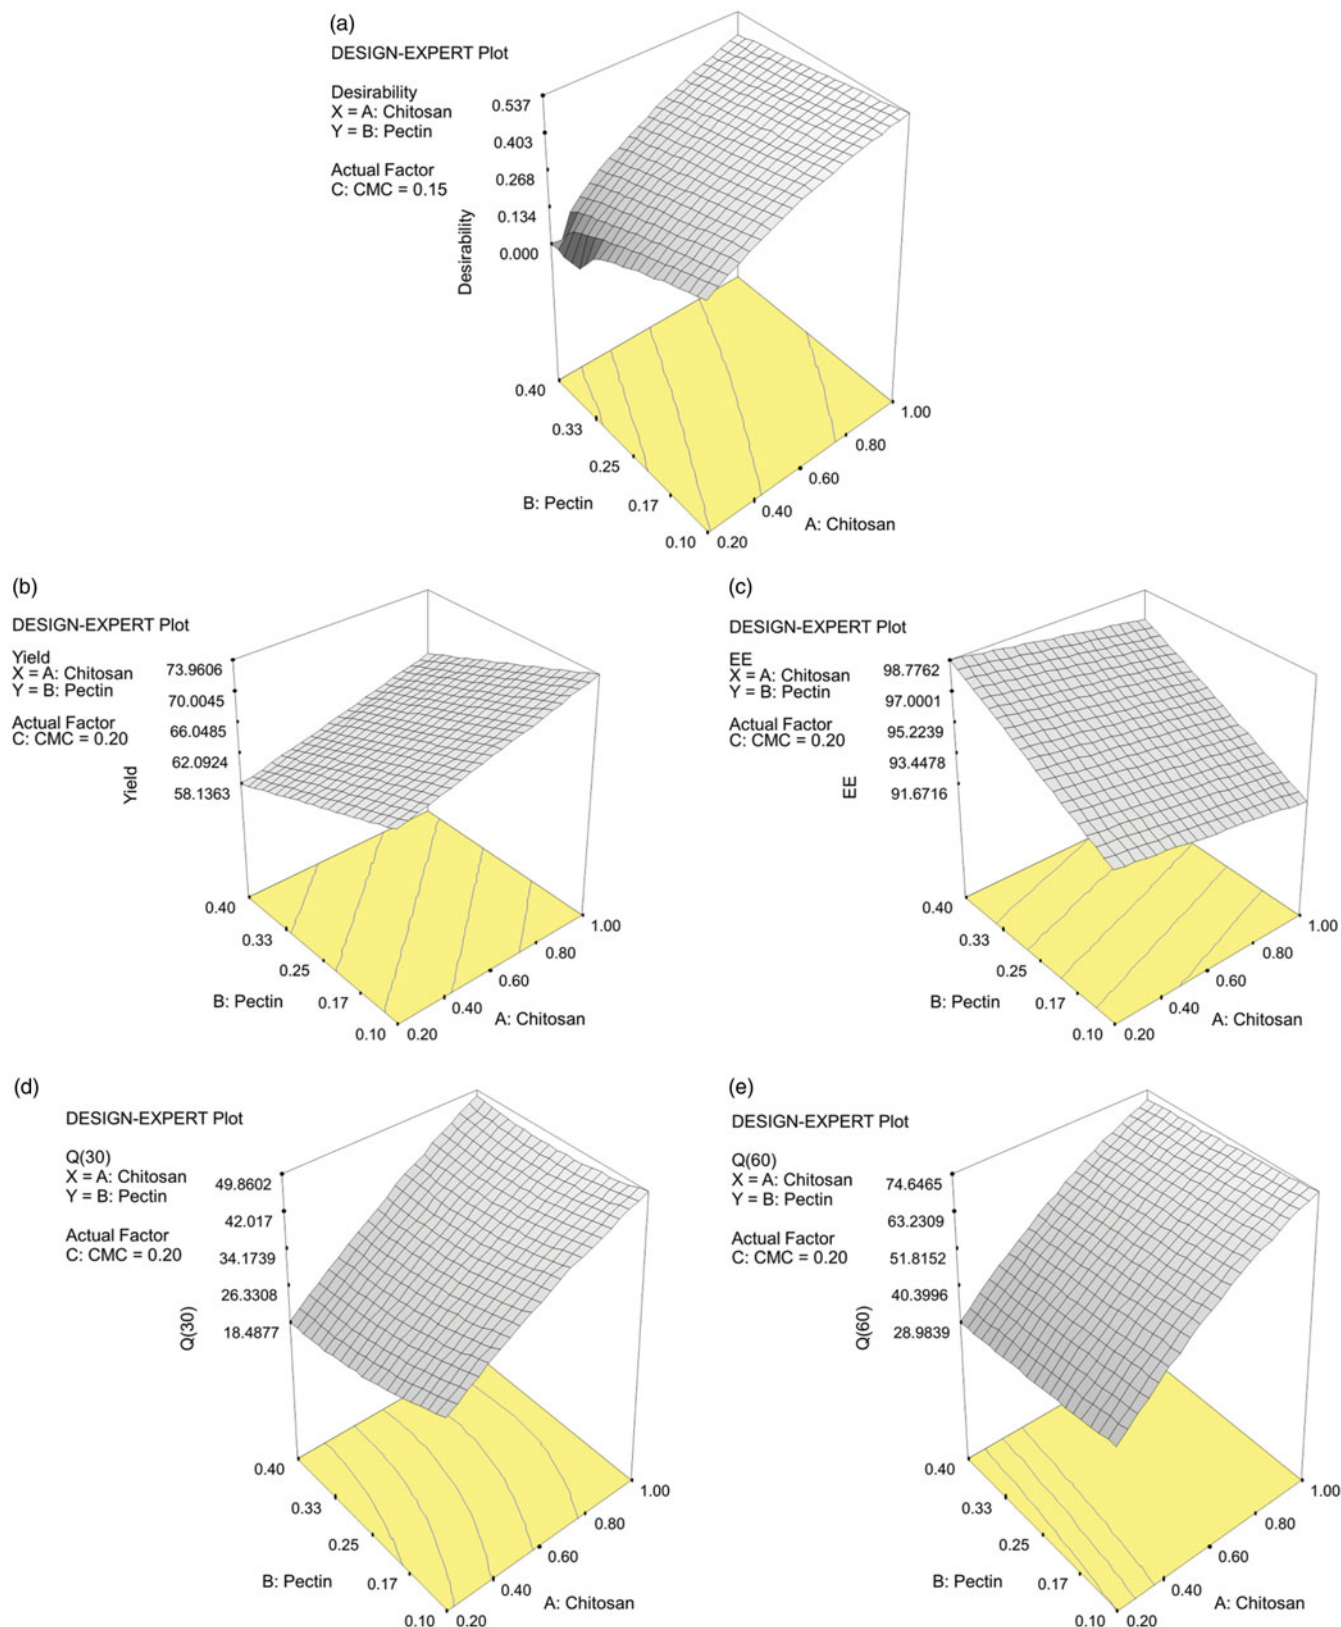 (a)
DESIGN-EXPERT Plot
Desirability
X = A: Chitosan
Y = B: Pectin
Actual Factor
C: CMC = 0.15
0.537
0.403
0.268
0.134
0.000
Desirability
0.40
0.33
0.25
0.17
0.10
B: Pectin
0.20
0.40
0.60
0.80
1.00
A: Chitosan
(b)
DESIGN-EXPERT Plot
Yield
X = A: Chitosan
Y = B: Pectin
Actual Factor
C: CMC = 0.20
73.9606
70.0045
66.0485
62.0924
58.1363
Yield
0.40
0.33
0.25
0.17
0.10
B: Pectin
0.20
0.40
0.60
0.80
1.00
A: Chitosan
(c)
DESIGN-EXPERT Plot
EE
X = A: Chitosan
Y = B: Pectin
Actual Factor
C: CMC = 0.20
98.7762
97.0001
95.2239
93.4478
91.6716
EE
0.40
0.33
0.25
0.17
0.10
B: Pectin
0.20
0.40
0.60
0.80
1.00
A: Chitosan
(d)
DESIGN-EXPERT Plot
Q(30)
X = A: Chitosan
Y = B: Pectin
Actual Factor
C: CMC = 0.20
49.8602
42.017
34.1739
26.3308
18.4877
Q(30)
0.40
0.33
0.25
0.17
0.10
B: Pectin
0.20
0.40
0.60
0.80
1.00
A: Chitosan
(e)
DESIGN-EXPERT Plot
Q(60)
X = A: Chitosan
Y = B: Pectin
Actual Factor
C: CMC = 0.20
74.6465
63.2309
51.8152
40.3996
28.9839
Q(60)
0.40
0.33
0.25
0.17
0.10
B: Pectin
0.20
0.40
0.60
0.80
1.00
A: Chitosan